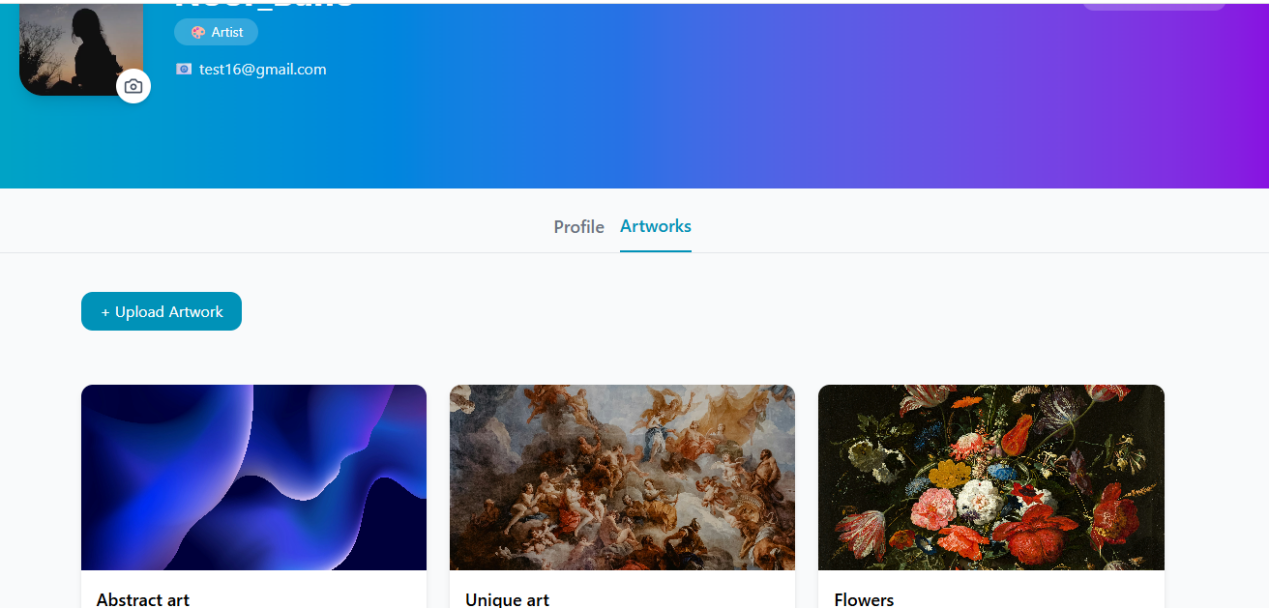 Artist
test16@gmail.com
Profile Artworks
+ Upload Artwork
Abstract art Unique art Flowers